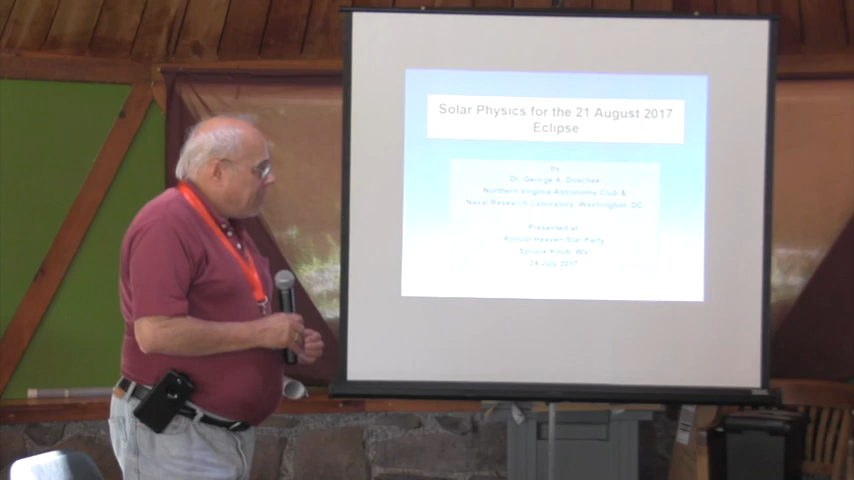 Solar Physics for the 21 August 2017
Eclipse
by
Dr. George A. Doschek
Northern Virginia Astronomy Club &
Naval Research Laboratory, Washington, DC
Presented at
Almost Heaven Star Party
Spruce Knob, WV
24 July 2017